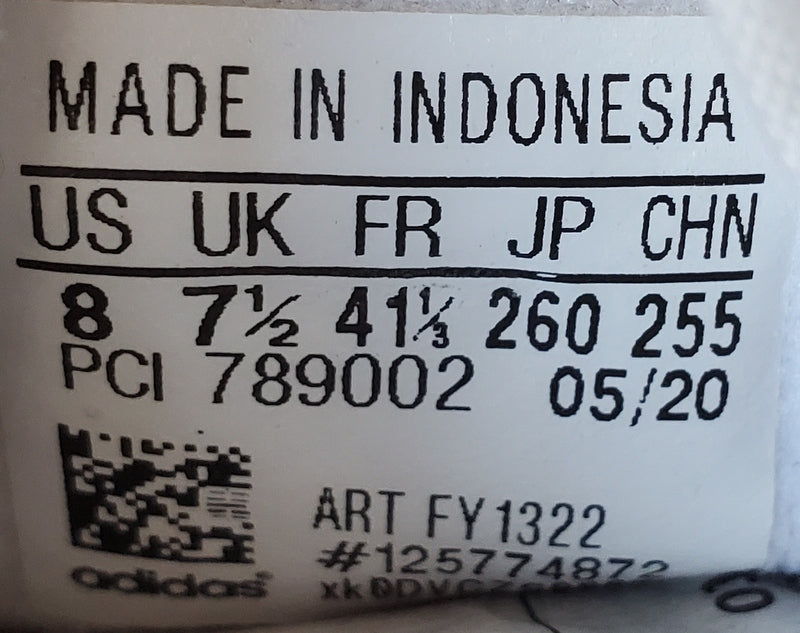 MADE IN INDONESIA
US UK FR JP CHN
8 7½ 41⅓ 260 255
PCI 789002 05/20
ART FY1322
#125774872
adidas